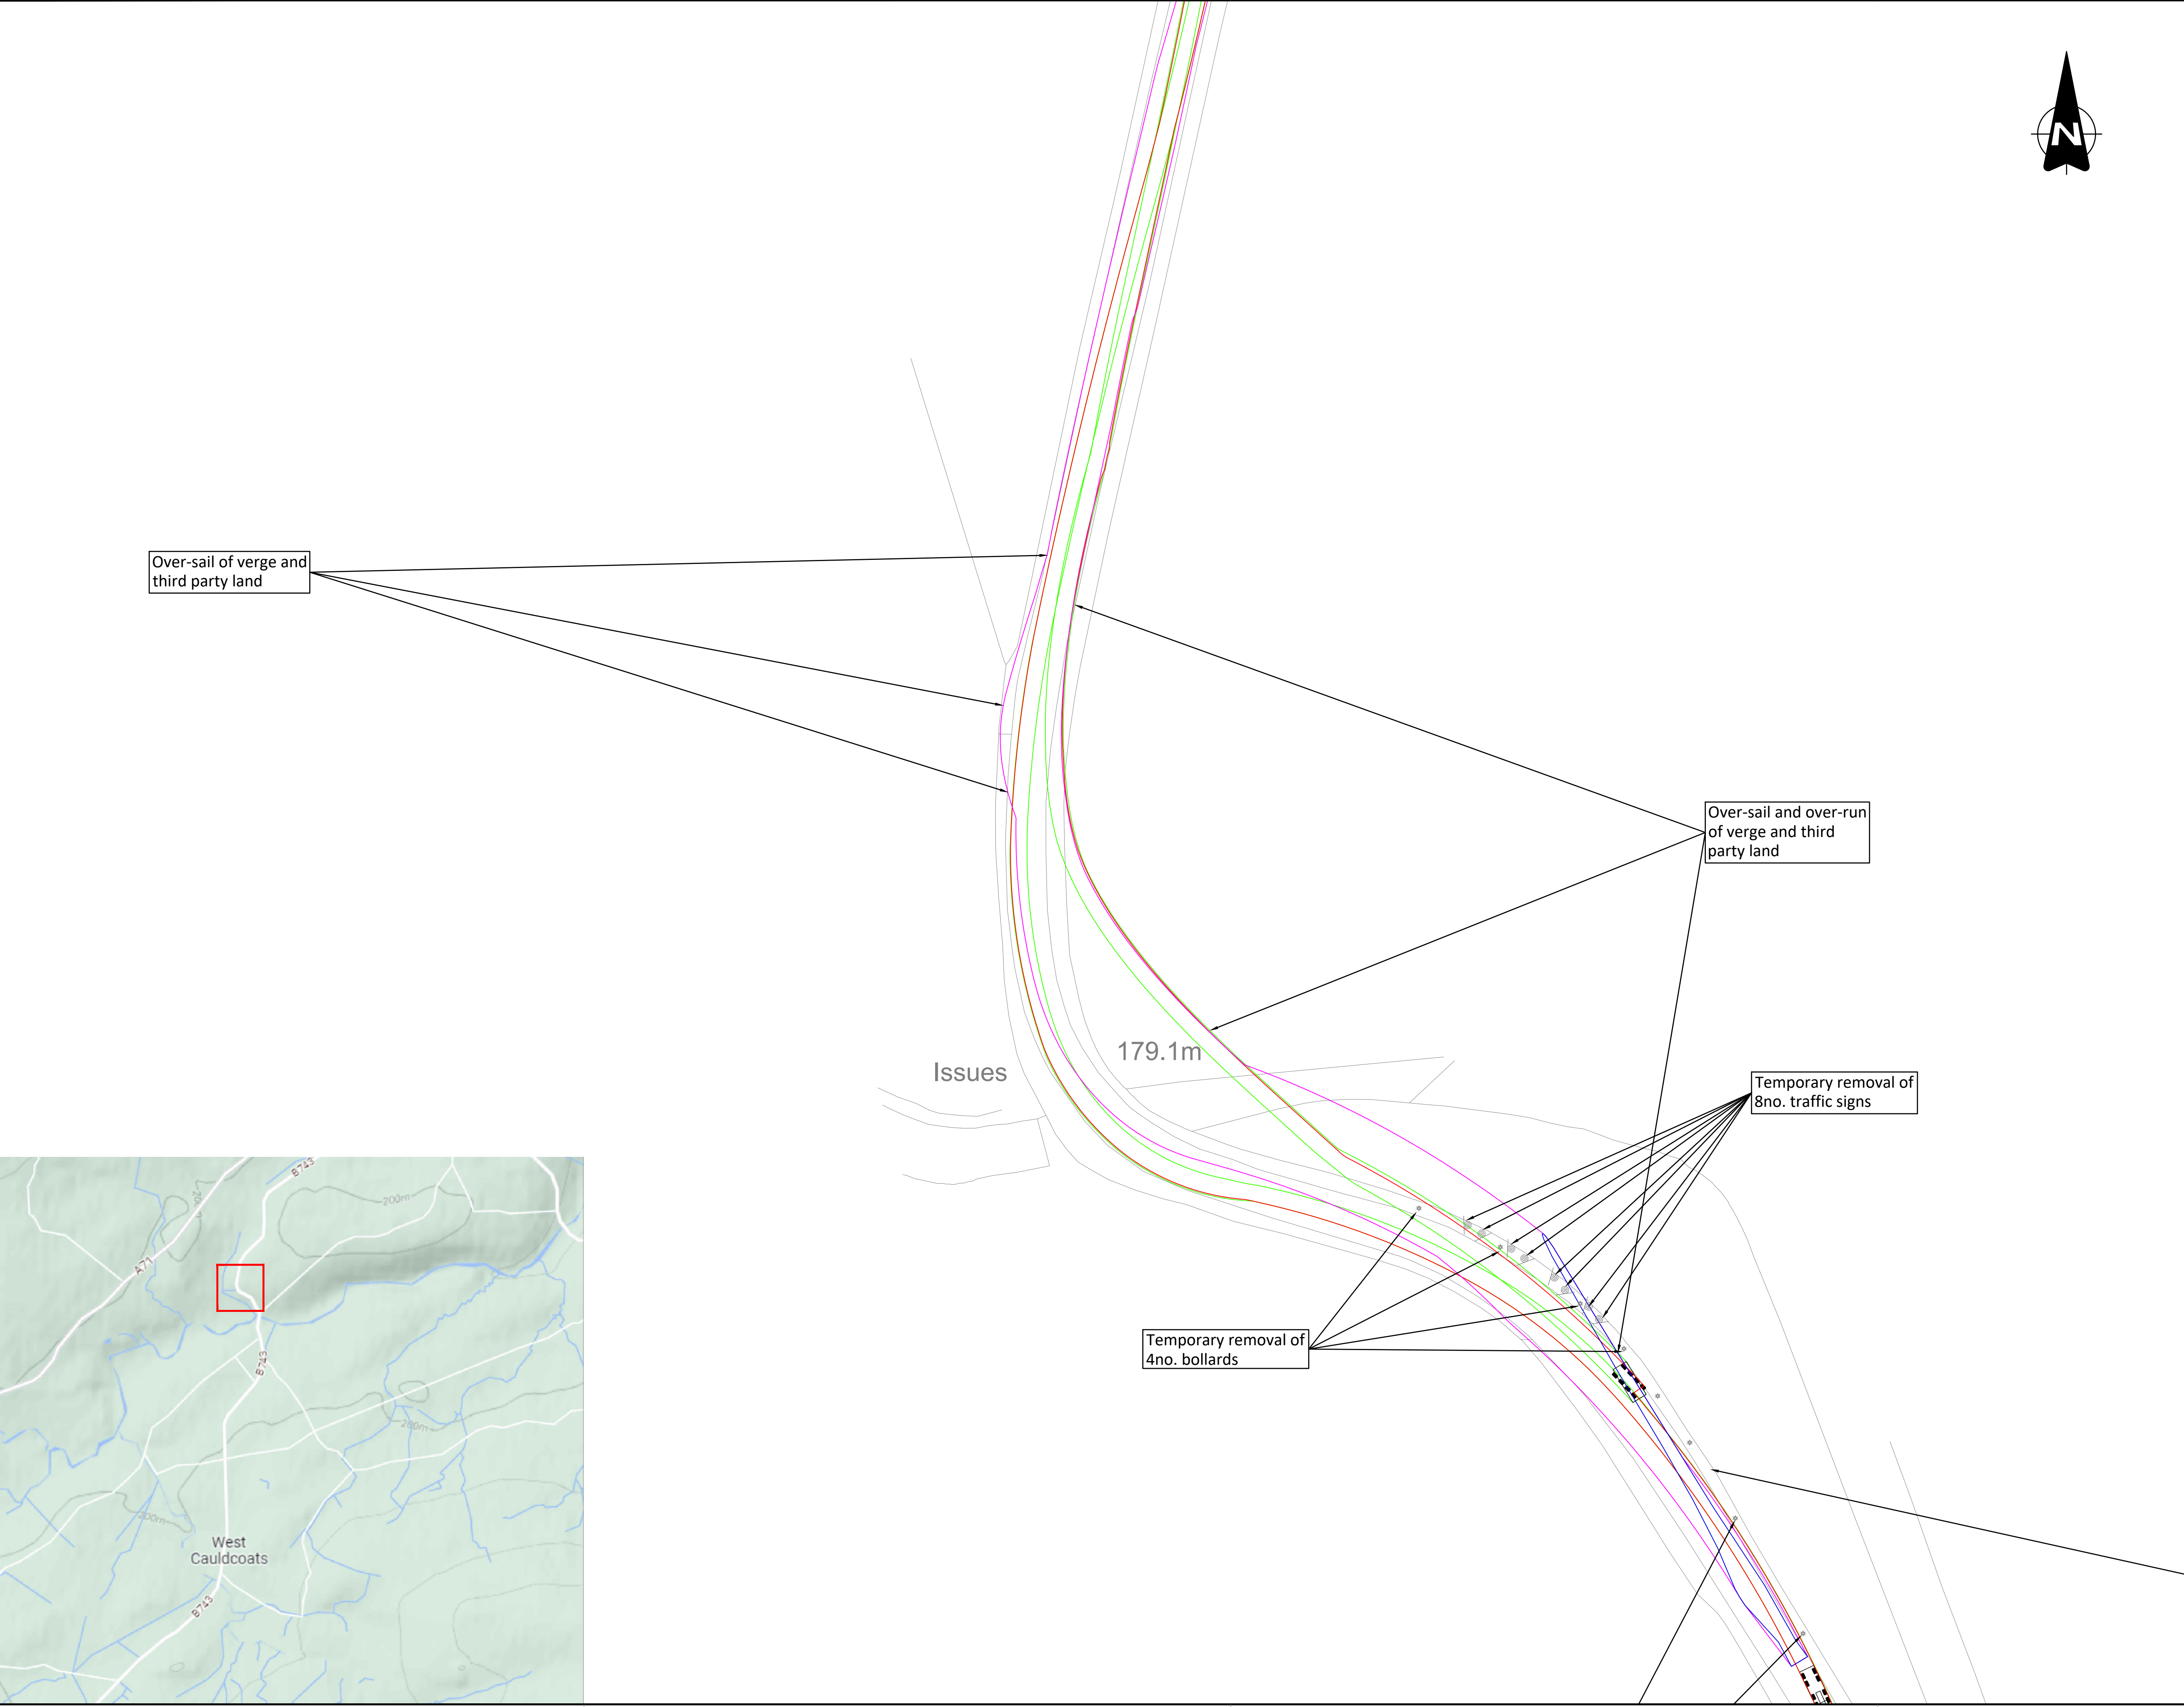 N
Over-sail of verge and
third party land
Over-sail and over-run
of verge and third
party land
179.1m
Issues
Temporary removal of
8no. traffic signs
Temporary removal of
4no. bollards
B743
200m
200m
A71
B743
200m
200m
West
Cauldcoats
B743